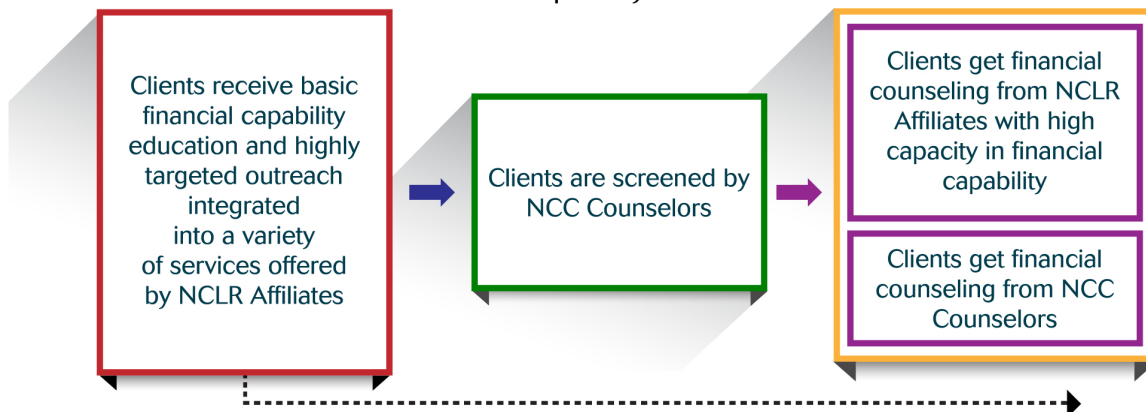 Clients receive basic
financial capability
education and highly
targeted outreach
integrated
into a variety
of services offered
by NCLR Affiliates
Clients are screened by
NCC Counselors
Clients get financial
counseling from NCLR
Affiliates with high
capacity in financial
capability
Clients get financial
counseling from NCC
Counselors